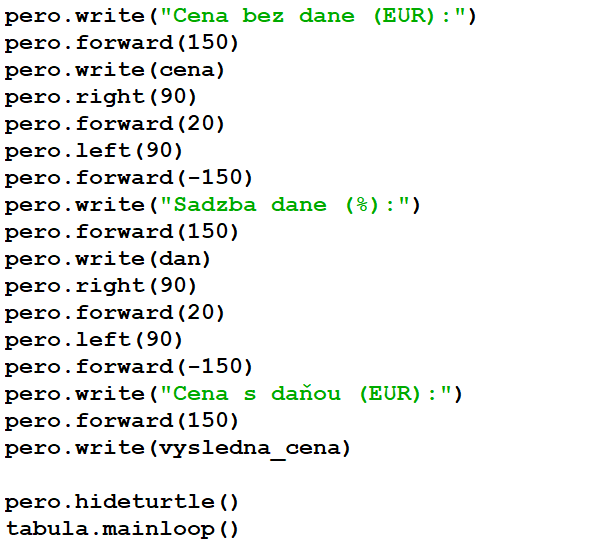 pero.write("Cena bez dane (EUR):")
pero.forward(150)
pero.write(cena)
pero.right(90)
pero.forward(20)
pero.left(90)
pero.forward(-150)
pero.write("Sadzba dane (%):")
pero.forward(150)
pero.write(dan)
pero.right(90)
pero.forward(20)
pero.left(90)
pero.forward(-150)
pero.write("Cena s daňou (EUR):")
pero.forward(150)
pero.write(vysledna_cena)
pero.hideturtle()
tabula.mainloop()